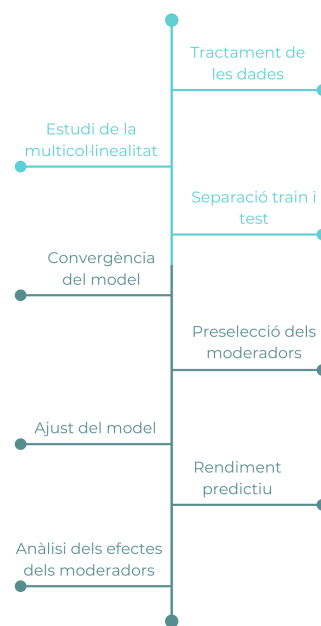 Tractament de
les dades
Estudi de la
multicol·linealitat
Separació train i
test
Convergència
del model
Preselecció dels
moderadors
Ajust del model
Rendiment
predictiu
Anàlisi dels efectes
dels moderadors